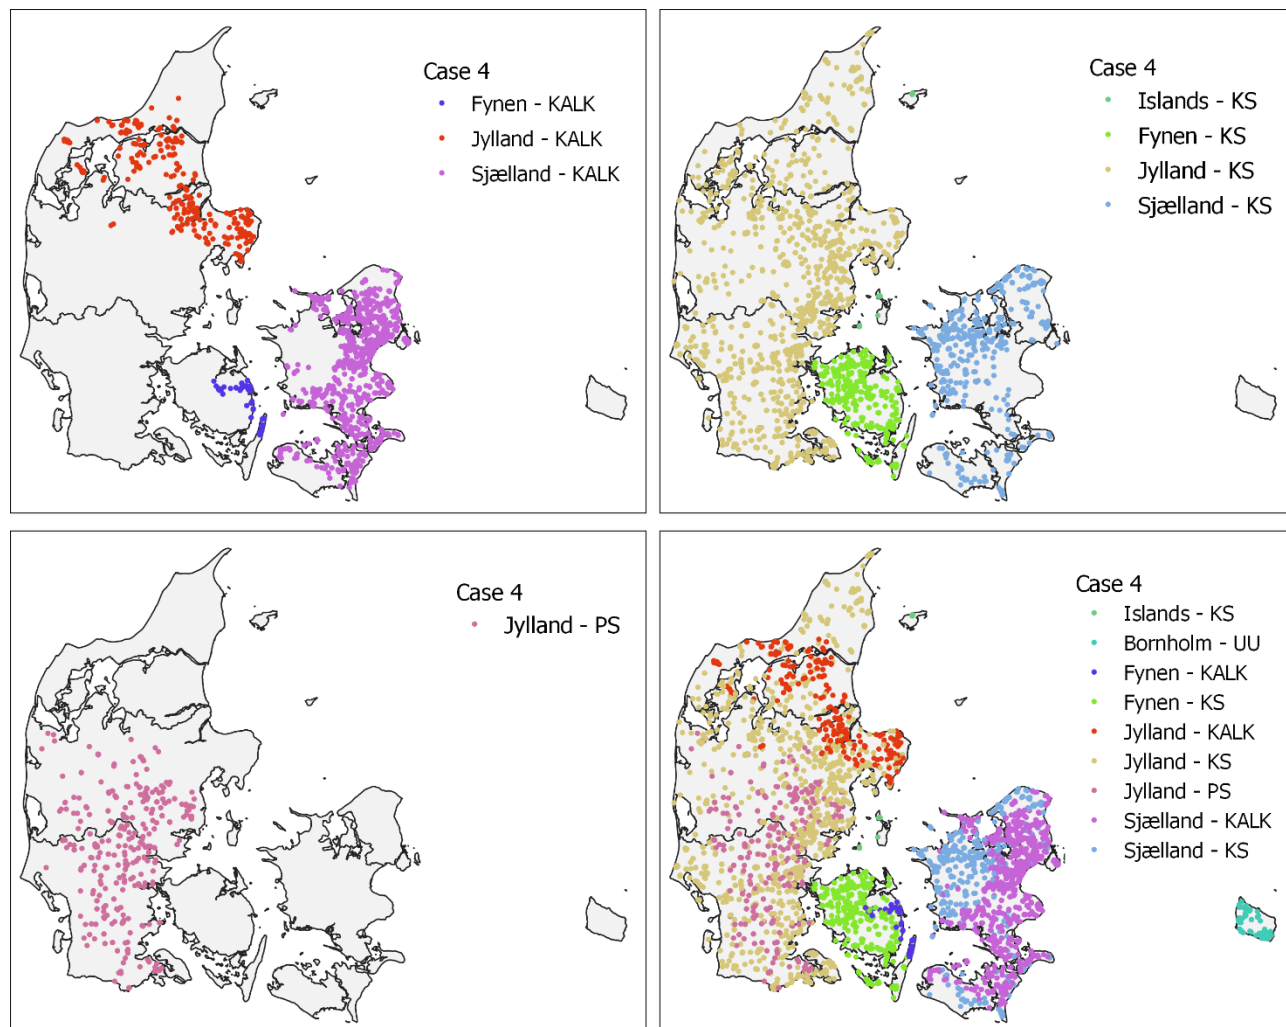 Case 4
Fynen - KALK
Jylland - KALK
Sjælland - KALK
Case 4
Islands - KS
Fynen - KS
Jylland - KS
Sjælland - KS
Case 4
Jylland - PS
Case 4
Islands - KS
Bornholm - UU
Fynen - KALK
Fynen - KS
Jylland - KALK
Jylland - KS
Jylland - PS
Sjælland - KALK
Sjælland - KS